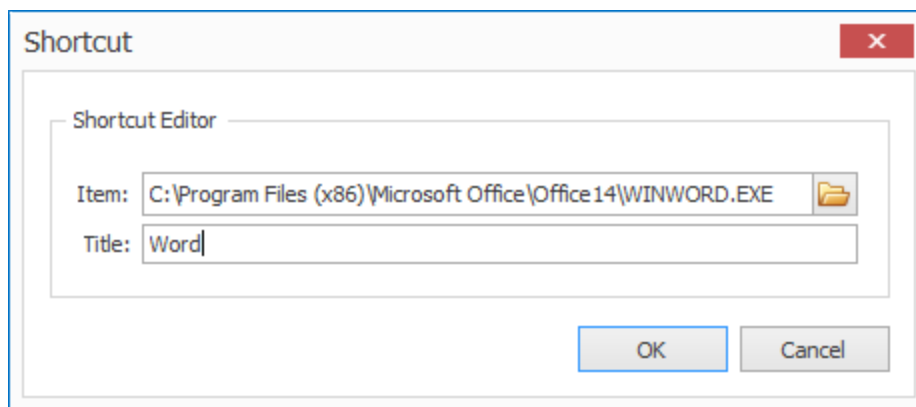 Shortcut
Shortcut Editor
Item: C:\Program Files (x86)\Microsoft Office\Office14\WINWORD.EXE
Title: Word
OK Cancel